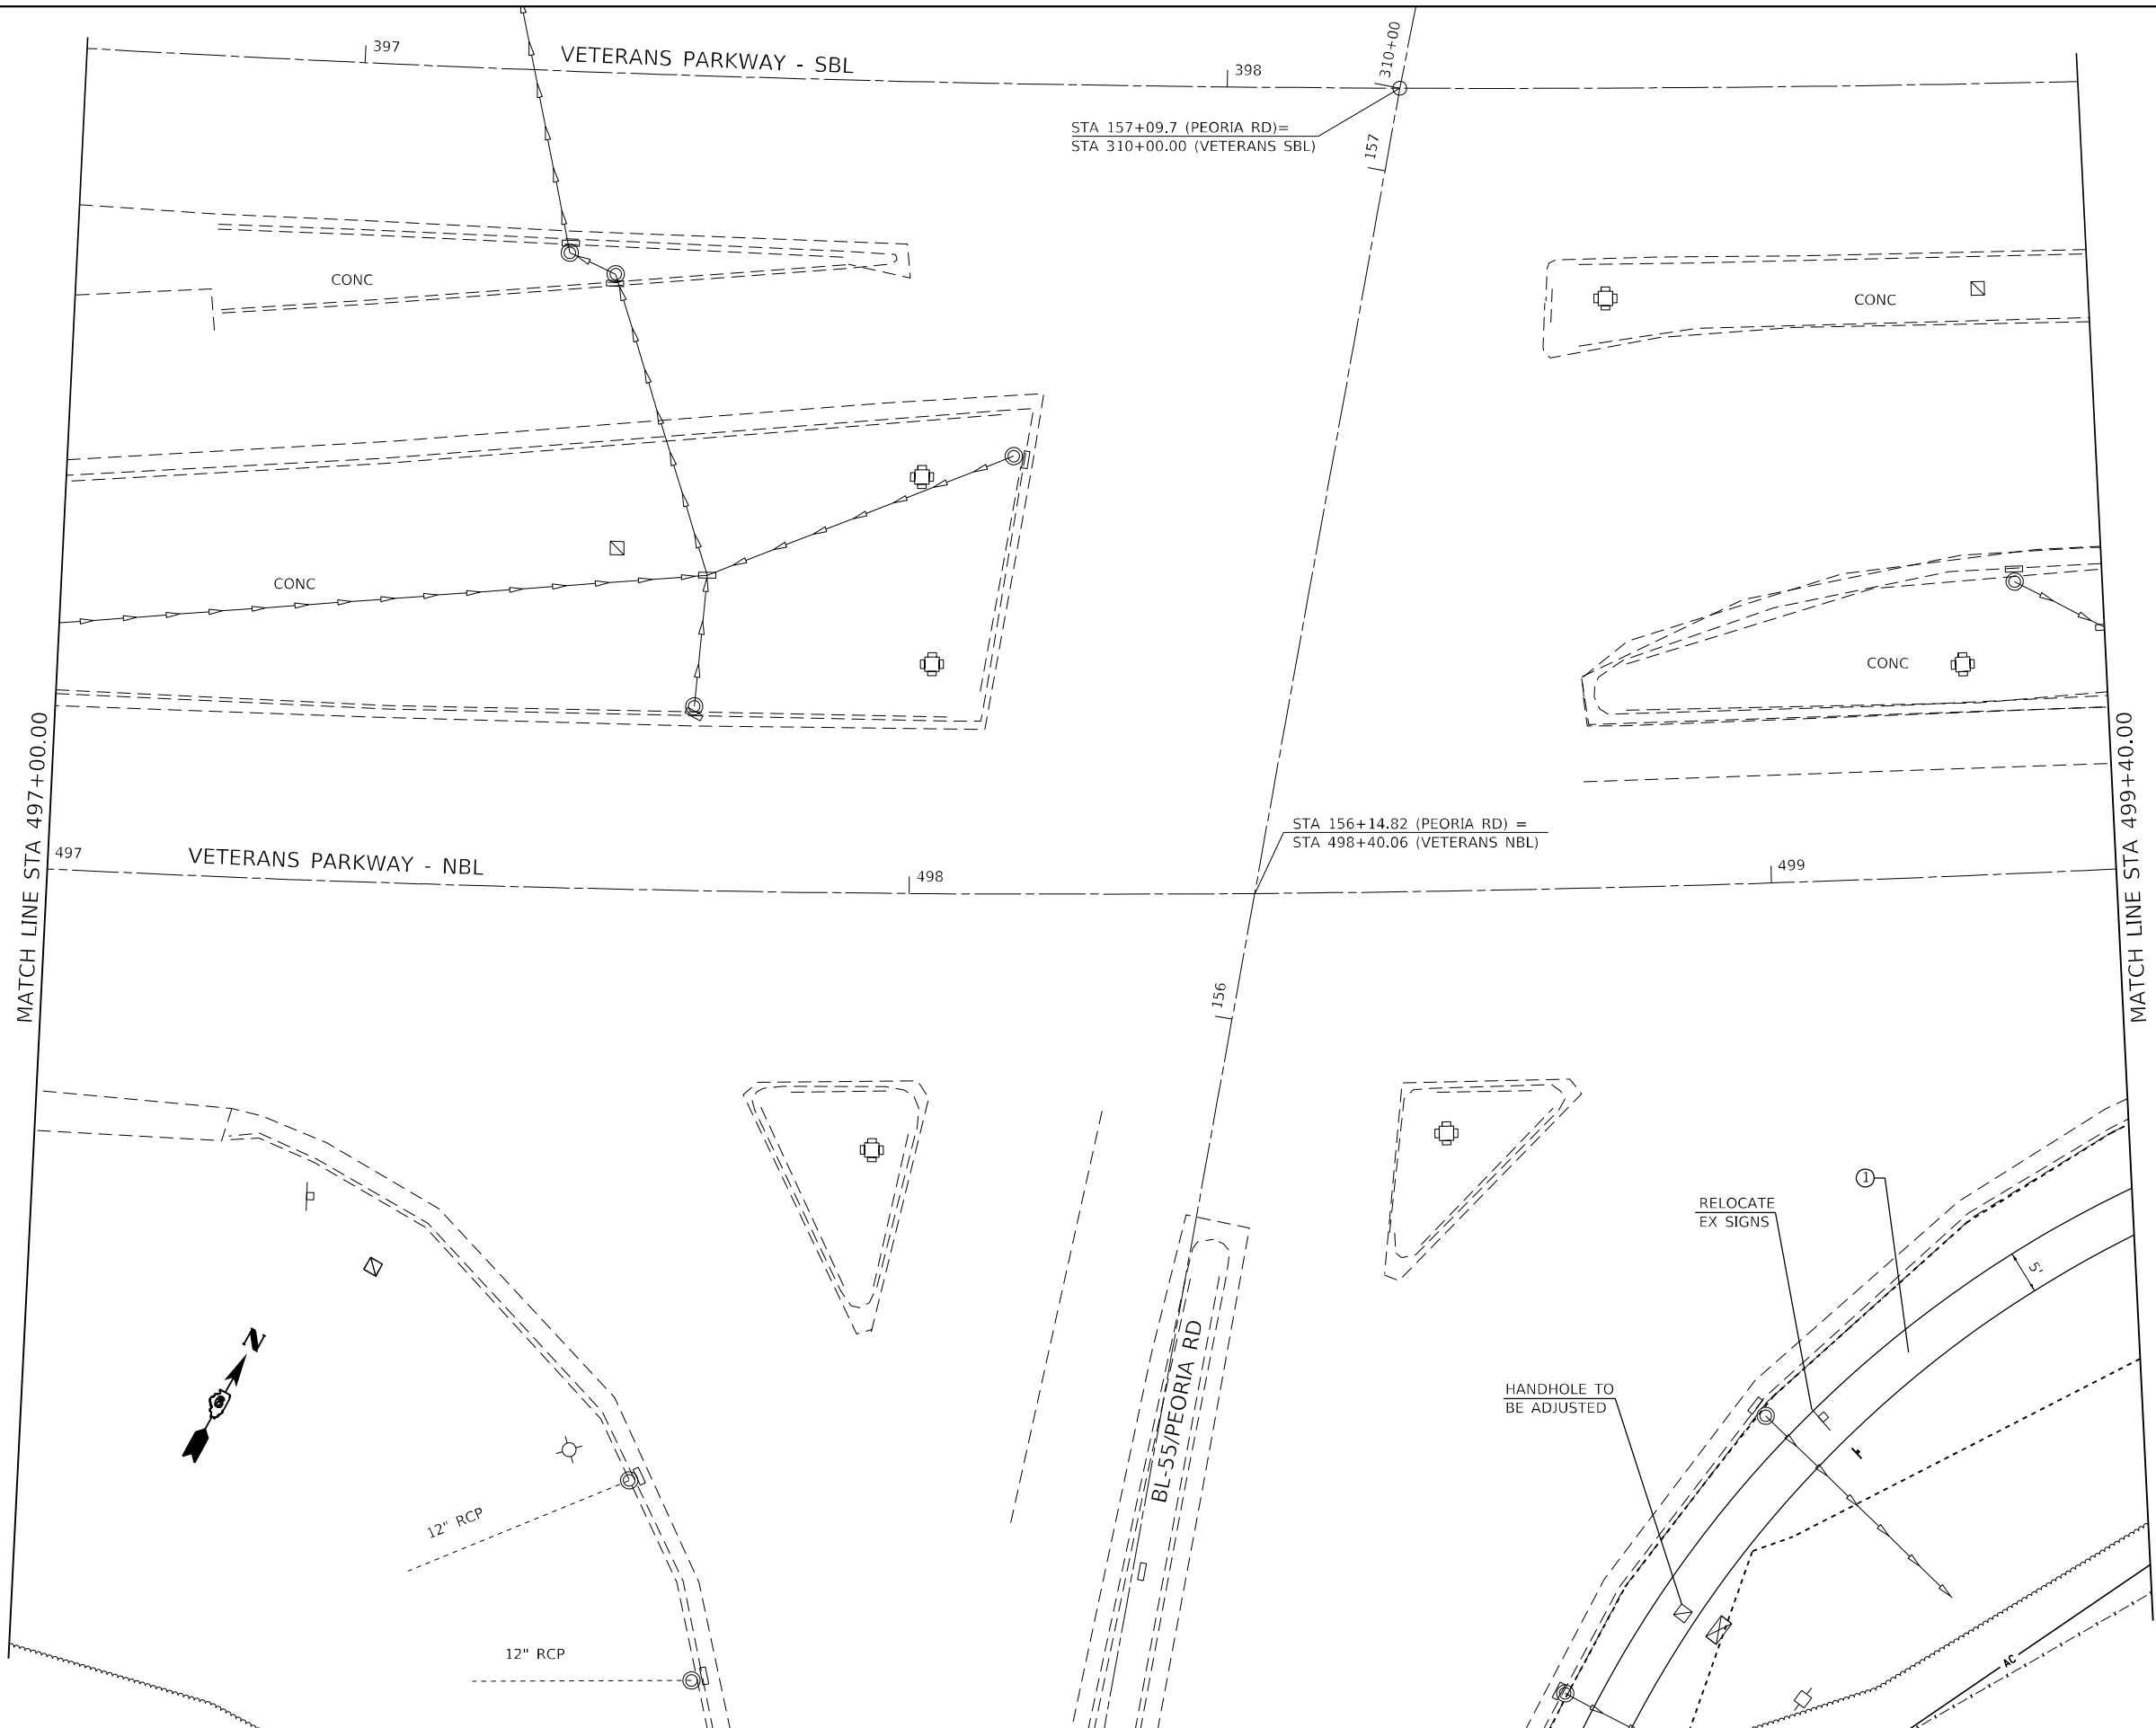 397
VETERANS PARKWAY - SBL
398
310+00
STA 157+09.7 (PEORIA RD)=
STA 310+00.00 (VETERANS SBL)
157
CONC
CONC
CONC
CONC
MATCH LINE STA 497+00.00
MATCH LINE STA 499+40.00
STA 156+14.82 (PEORIA RD) =
STA 498+40.06 (VETERANS NBL)
497
VETERANS PARKWAY - NBL
498
499
156
1
RELOCATE
EX SIGNS
5'
N
BL-55/PEORIA RD
HANDHOLE TO
BE ADJUSTED
12" RCP
12" RCP
AC